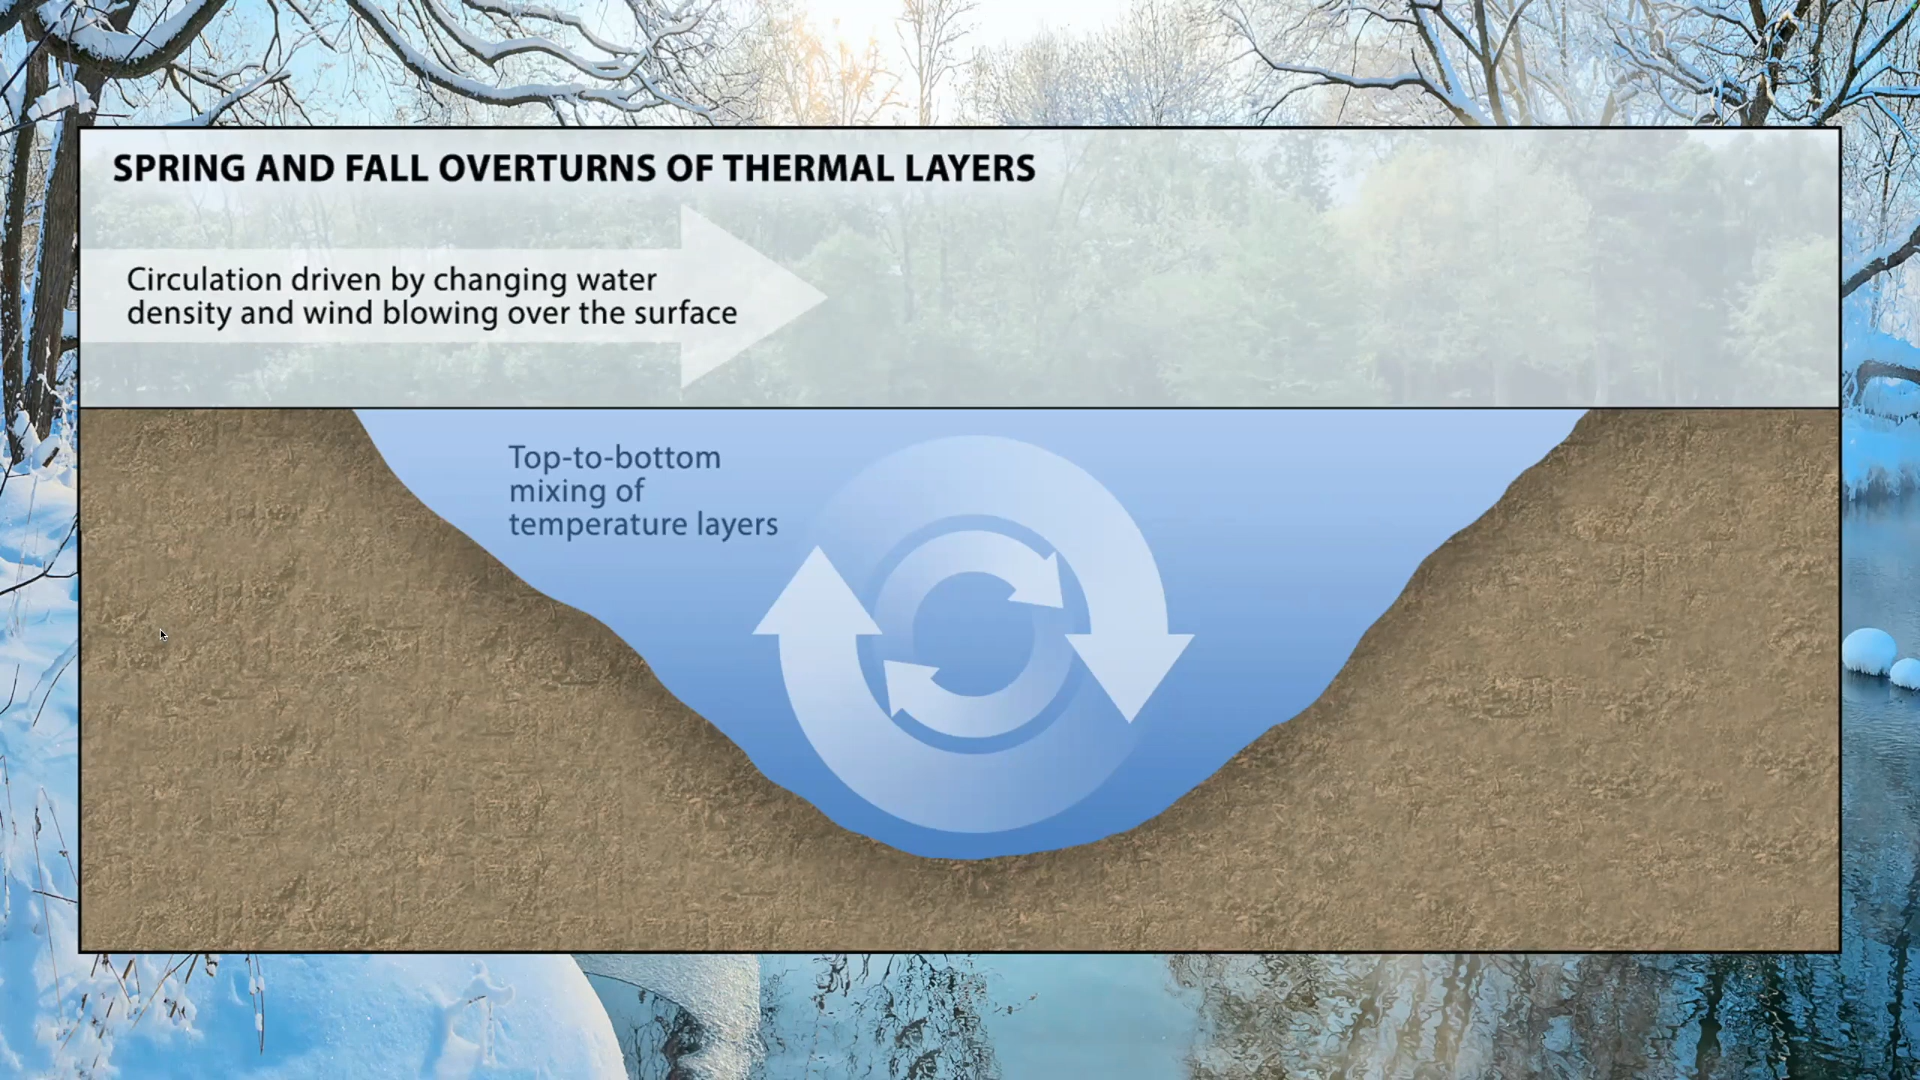 SPRING AND FALL OVERTURNS OF THERMAL LAYERS
Circulation driven by changing water
density and wind blowing over the surface
Top-to-bottom
mixing of
temperature layers